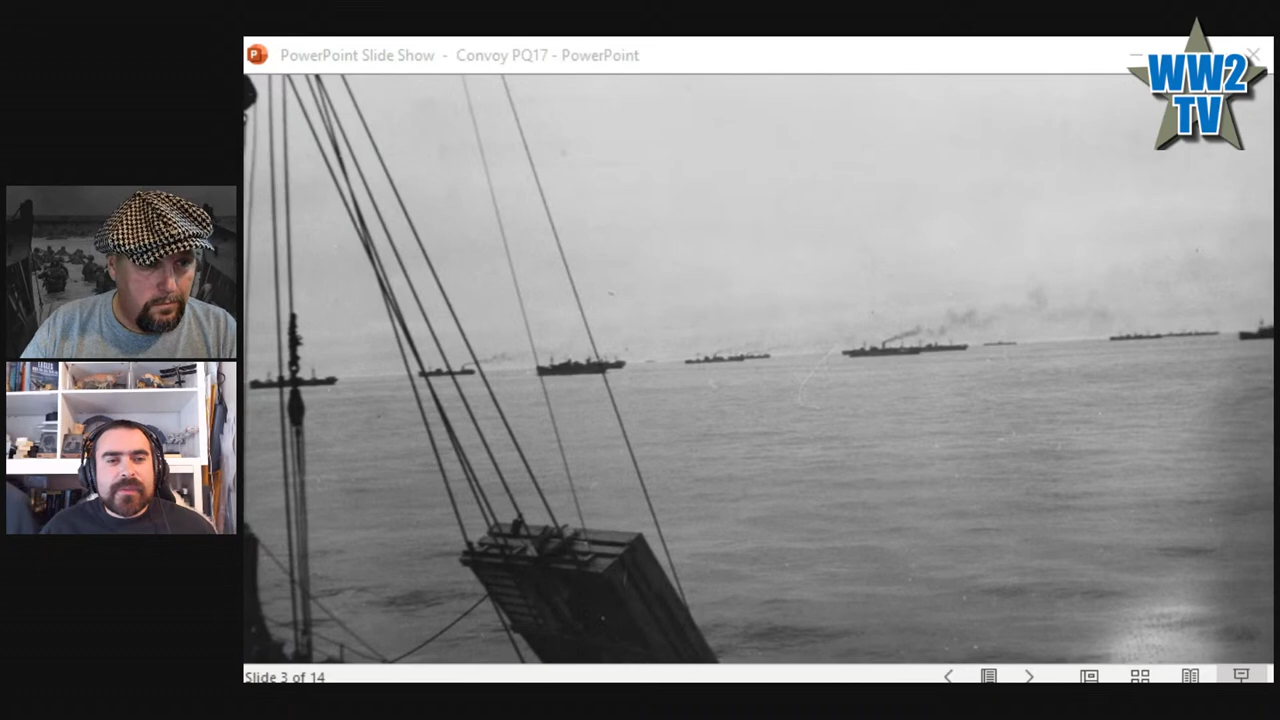 PowerPoint Slide Show - Convoy PQ17 - PowerPoint
WW2
TV
Slide 3 of 14